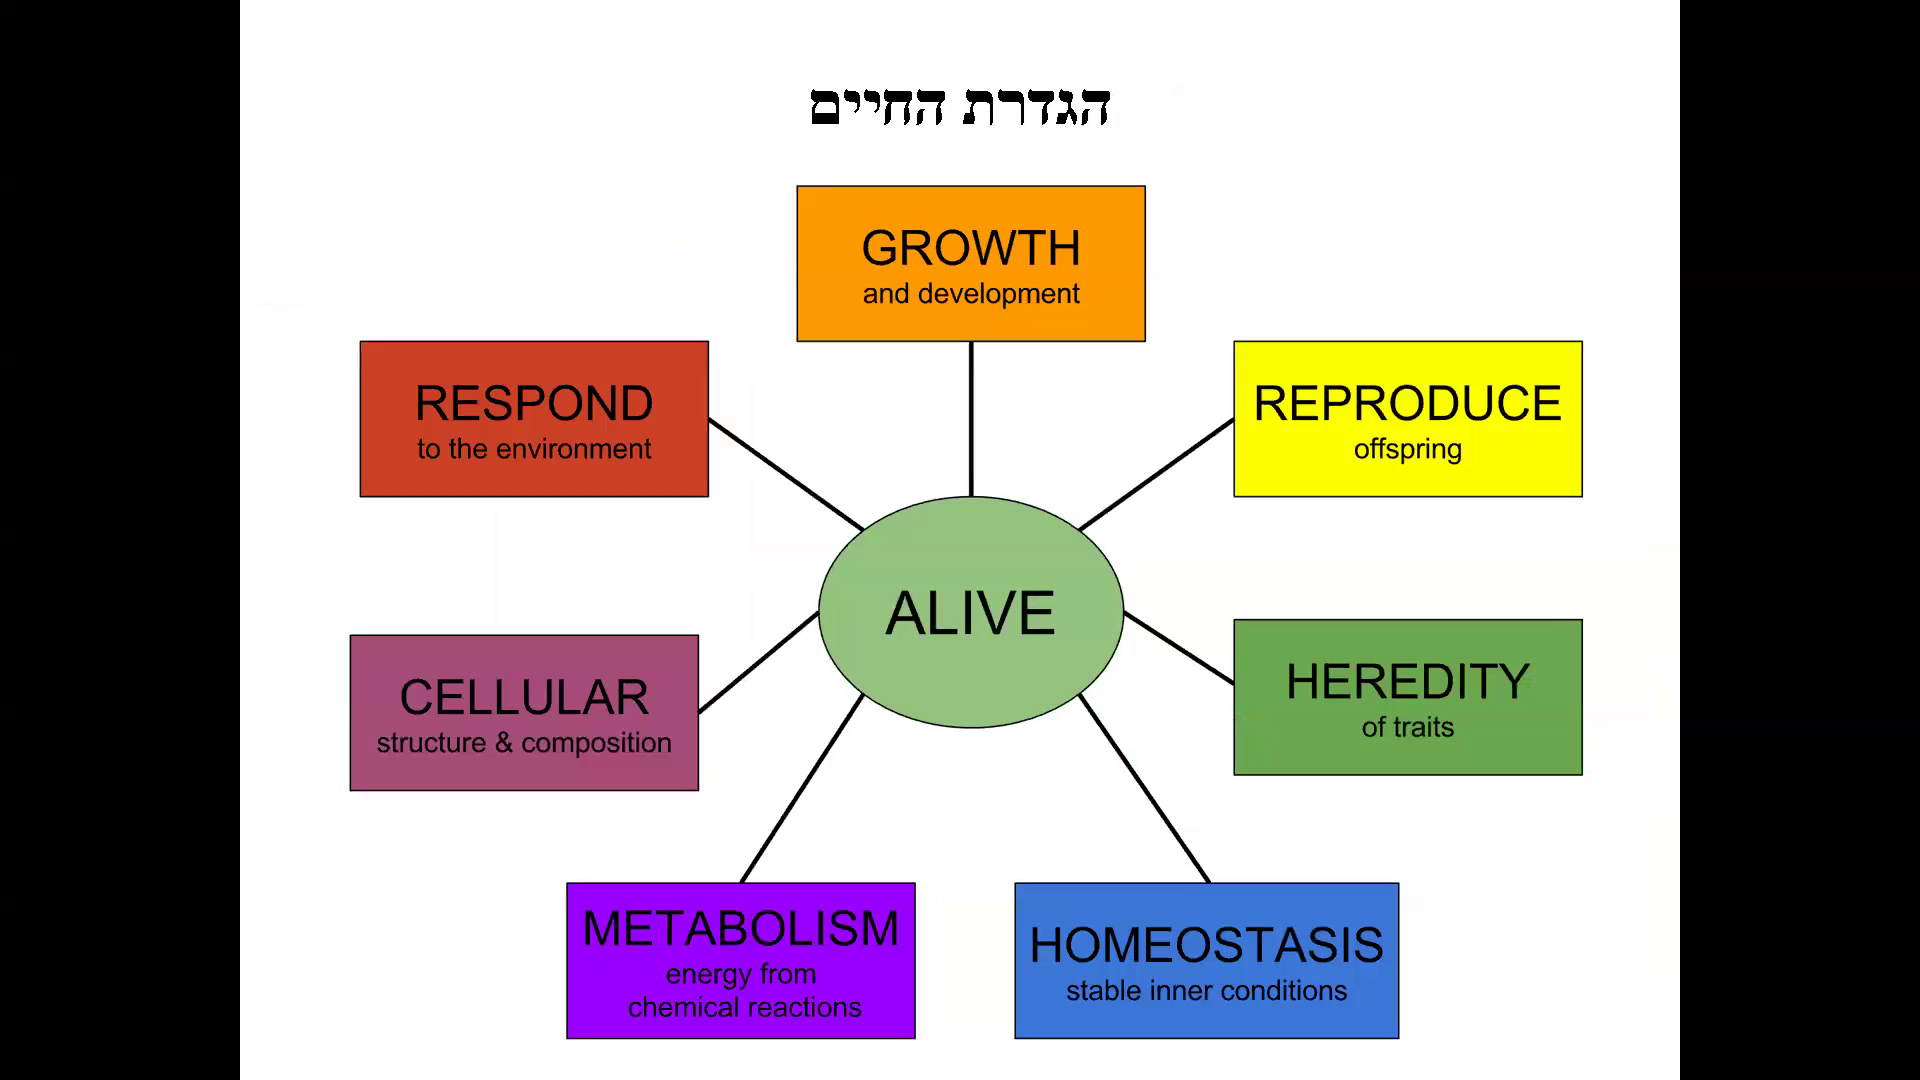 הגדרת החיים
GROWTH
and development
RESPOND
to the environment
REPRODUCE
offspring
ALIVE
CELLULAR
structure & composition
HEREDITY
of traits
METABOLISM
energy from
chemical reactions
HOMEOSTASIS
stable inner conditions